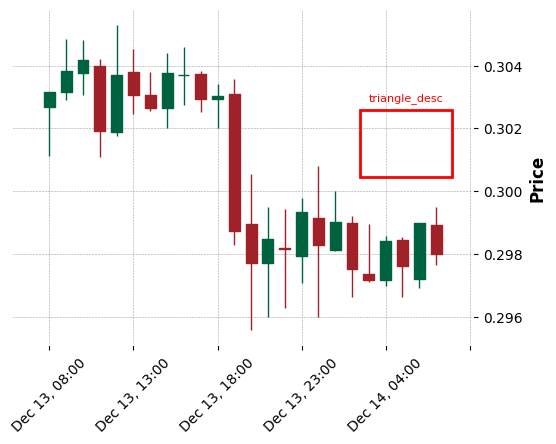 triangle_desc
0.304
0.302
0.300
0.298
0.296
Price
Dec 13, 08:00
Dec 13, 13:00
Dec 13, 18:00
Dec 13, 23:00
Dec 14, 04:00